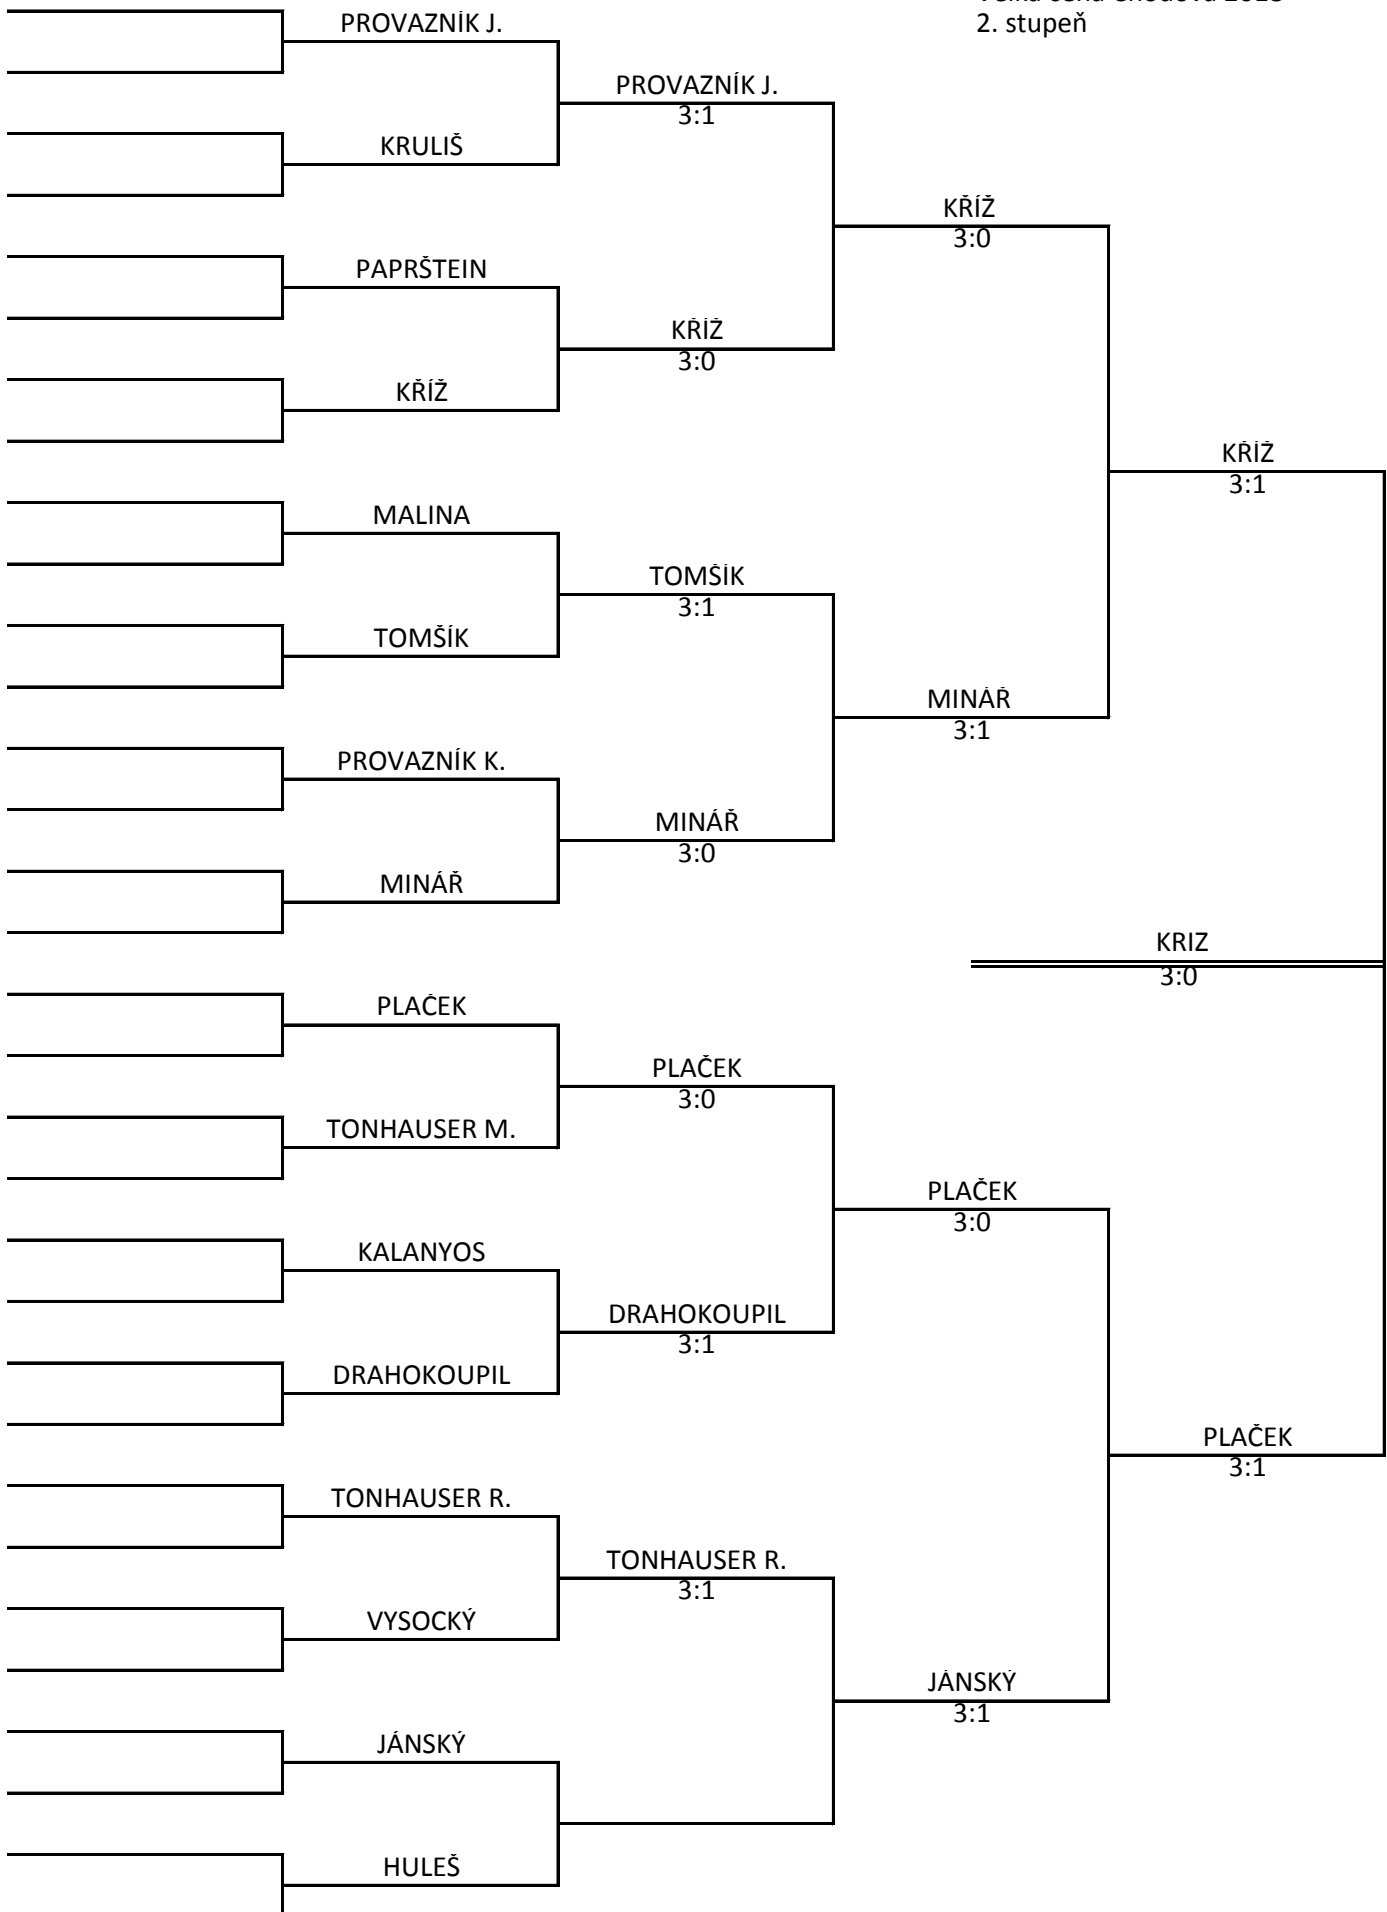 2. stupeň
PROVAZNÍK J.
PROVAZNÍK J.
3:1
KRULIŠ
KŘÍŽ
3:0
PAPRŠTEIN
KŘÍŽ
3:0
KŘÍŽ
KŘÍŽ
3:1
MALINA
TOMŠÍK
3:1
TOMŠÍK
MINÁŘ
3:1
PROVAZNÍK K.
MINÁŘ
3:0
MINÁŘ
KRIZ
3:0
PLAČEK
PLAČEK
3:0
TONHAUSER M.
PLAČEK
3:0
KALANYOS
DRAHOKOUPIL
3:1
DRAHOKOUPIL
PLAČEK
3:1
TONHAUSER R.
TONHAUSER R.
3:1
VYSOCKÝ
JÁNSKÝ
3:1
JÁNSKÝ
HULEŠ